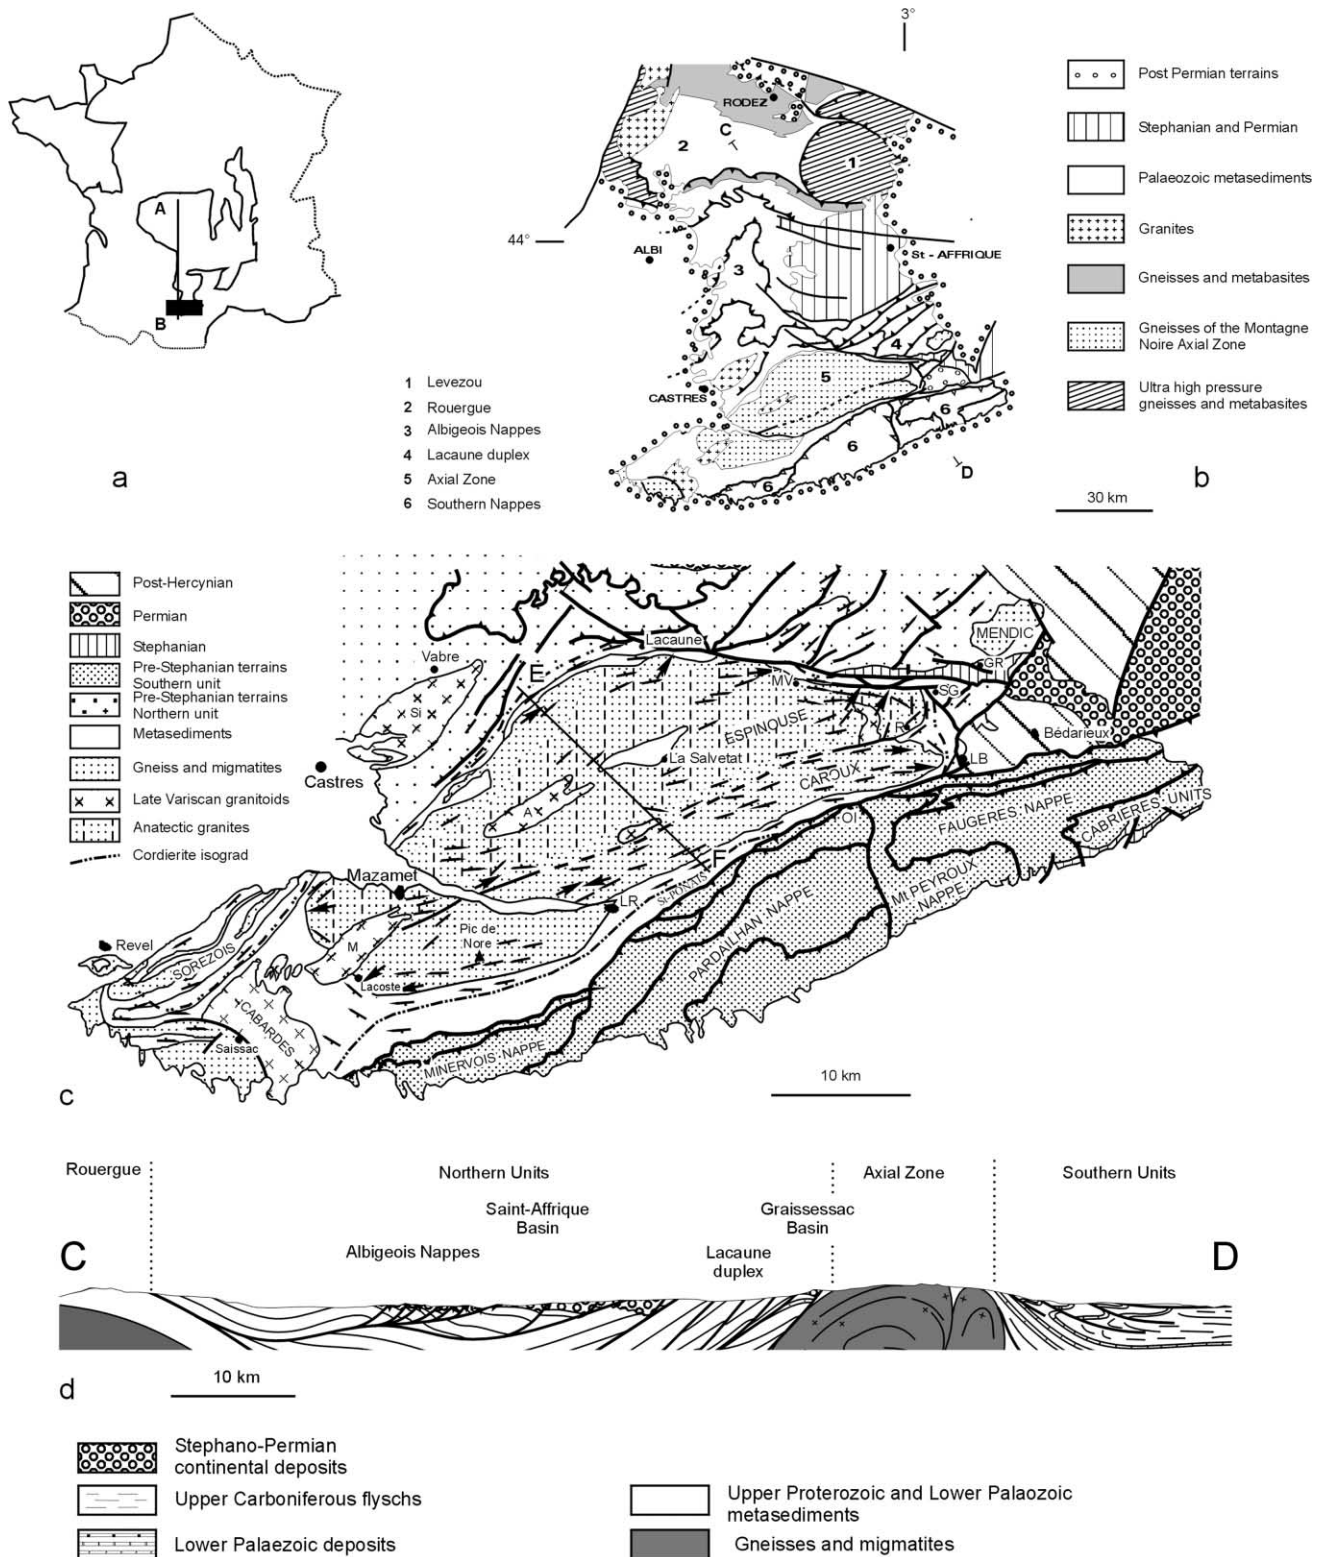 A
B
a
3°
44°
RODEZ
C
2
1
ALBI
St - AFFRIQUE
3
4
5
CASTRES
6
6
6
D
30 km
b
1 Levezou
2 Rouergue
3 Albigeois Nappes
4 Lacaune duplex
5 Axial Zone
6 Southern Nappes
Post Permian terrains
Stephanian and Permian
Palaeozoic metasediments
Granites
Gneisses and metabasites
Gneisses of the Montagne
Noire Axial Zone
Ultra high pressure
gneisses and metabasites
Post-Hercynian
Permian
Stephanian
Pre-Stephanian terrains
Southern unit
Pre-Stephanian terrains
Northern unit
Metasediments
Gneiss and migmatites
Late Variscan granitoids
Anatectic granites
Cordierite isograd
Lacaune
MENDIC
Vabre
E
GR
MV
SG
Si
ESPINOUSE
R
Bédarieux
La Salvetat
LB
Castres
CAROUX
A
OI
FAUGERES NAPPE
CABRIERES UNITS
F
Mazamet
St-PONAIS
Mt PEYROUX
NAPPE
LR
PARDAILHAN NAPPE
Revel
SOREZOIS
M
Pic de
Nore
Lacoste
CABARDES
Saissac
MINERVOIS NAPPE
10 km
c
Rouergue
Northern Units
Axial Zone
Southern Units
Saint-Affrique
Basin
Graissessac
Basin
C
Albigeois Nappes
Lacaune
duplex
D
10 km
d
Stephano-Permian
continental deposits
Upper Carboniferous flyschs
Lower Palaezoic deposits
Upper Proterozoic and Lower Palaozoic
metasediments
Gneisses and migmatites